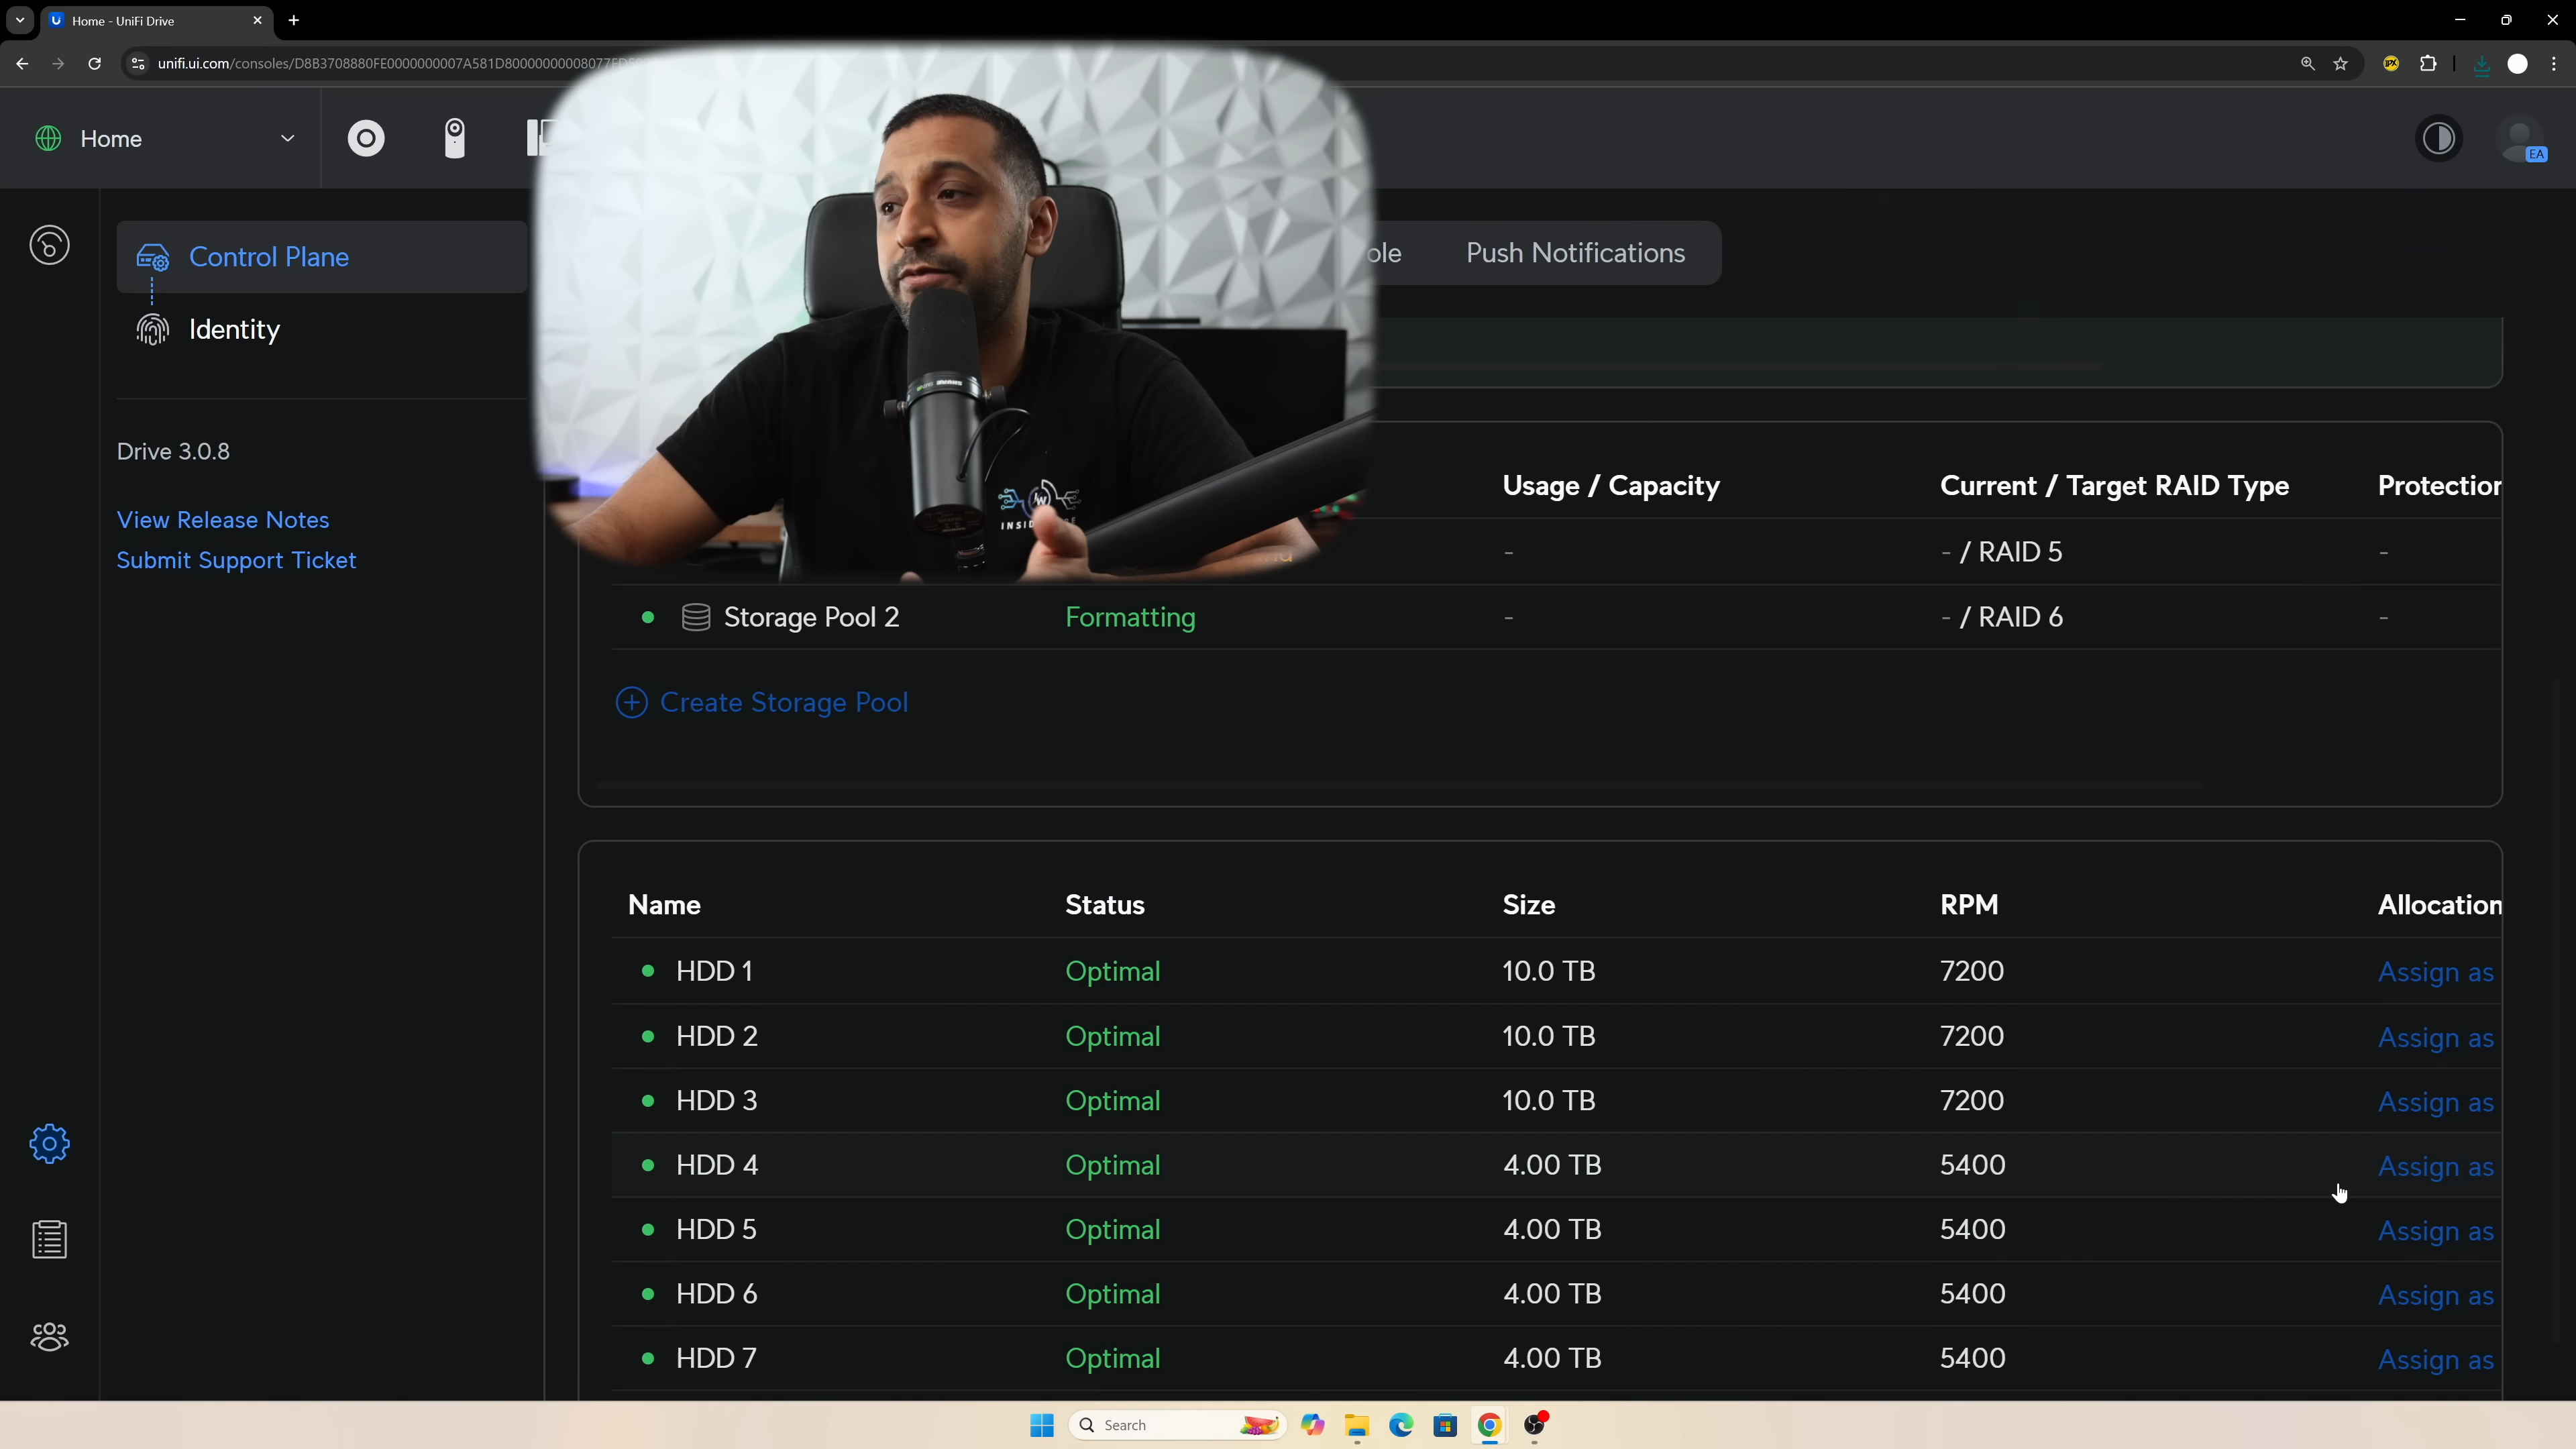 Home - UniFi Drive
unifi.ui.com/consoles/D8B3708880FE0000000007A581D8000000000807
Home
EA
Control Plane
Identity
Push Notifications
Drive 3.0.8
View Release Notes
Submit Support Ticket
Usage / Capacity Current / Target RAID Type Protection
- - / RAID 5 -
Storage Pool 2 Formatting - - / RAID 6 -
Create Storage Pool
Name Status Size RPM Allocation
HDD 1 Optimal 10.0 TB 7200 Assign as
HDD 2 Optimal 10.0 TB 7200 Assign as
HDD 3 Optimal 10.0 TB 7200 Assign as
HDD 4 Optimal 4.00 TB 5400 Assign as
HDD 5 Optimal 4.00 TB 5400 Assign as
HDD 6 Optimal 4.00 TB 5400 Assign as
HDD 7 Optimal 4.00 TB 5400 Assign as
Search